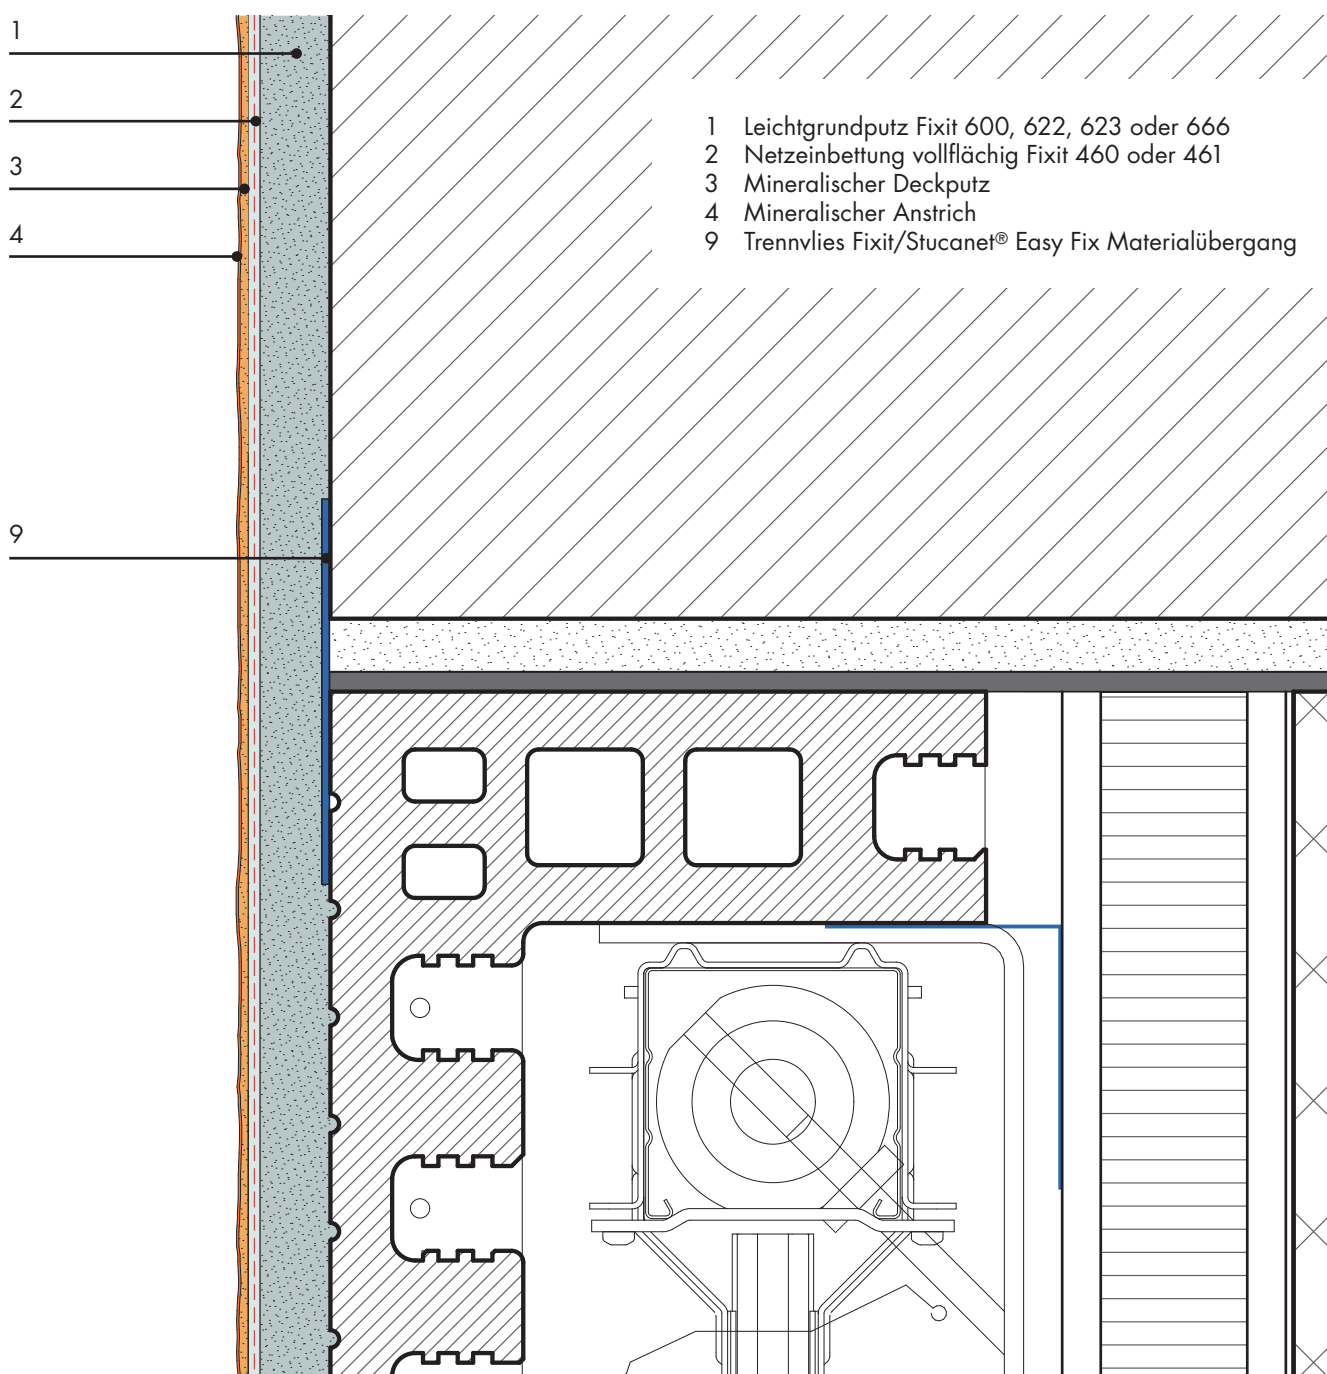 1
2
3
4
9
1 Leichtgrundputz Fixit 600, 622, 623 oder 666
2 Netzeinbettung vollflächig Fixit 460 oder 461
3 Mineralischer Deckputz
4 Mineralischer Anstrich
9 Trennvlies Fixit/Stucanet® Easy Fix Materialübergang